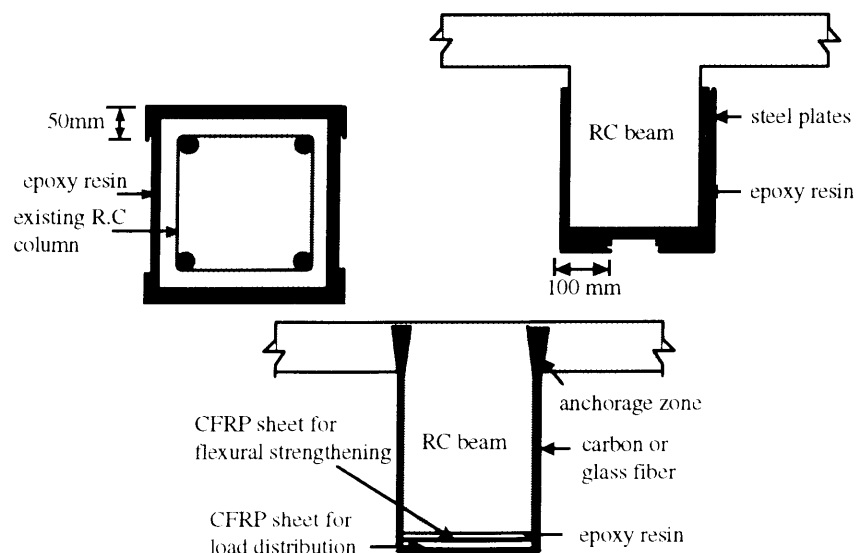 50mm
epoxy resin
existing R.C
column
RC beam
steel plates
epoxy resin
100 mm
CFRP sheet for
flexural strengthening
RC beam
anchorage zone
carbon or
glass fiber
CFRP sheet for
load distribution
epoxy resin